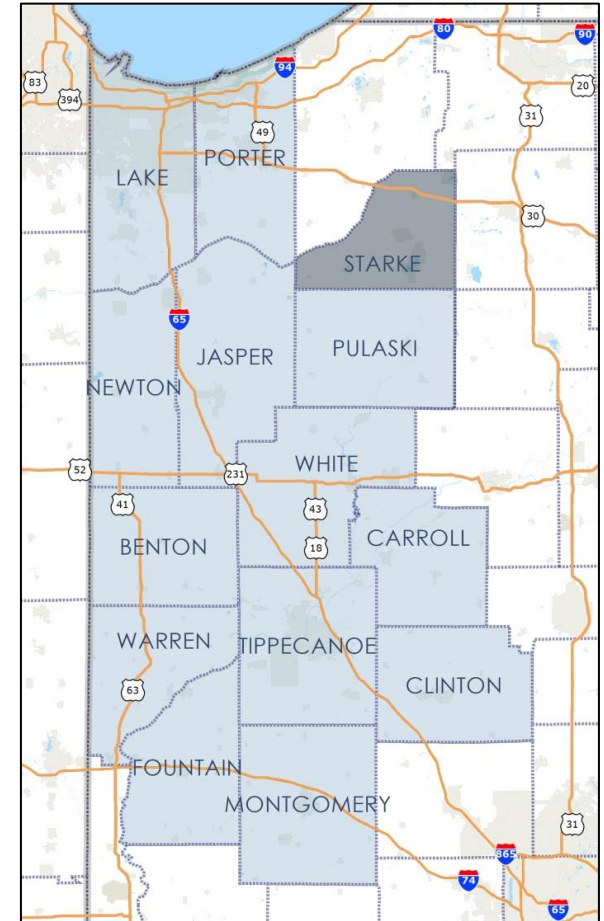 80
90
94
83
394
20
49
31
PORTER
LAKE
30
STARKE
65
JASPER
PULASKI
NEWTON
WHITE
52
231
41
43
CARROLL
BENTON
18
WARREN
TIPPECANOE
CLINTON
63
FOUNTAIN
MONTGOMERY
31
865
74
65